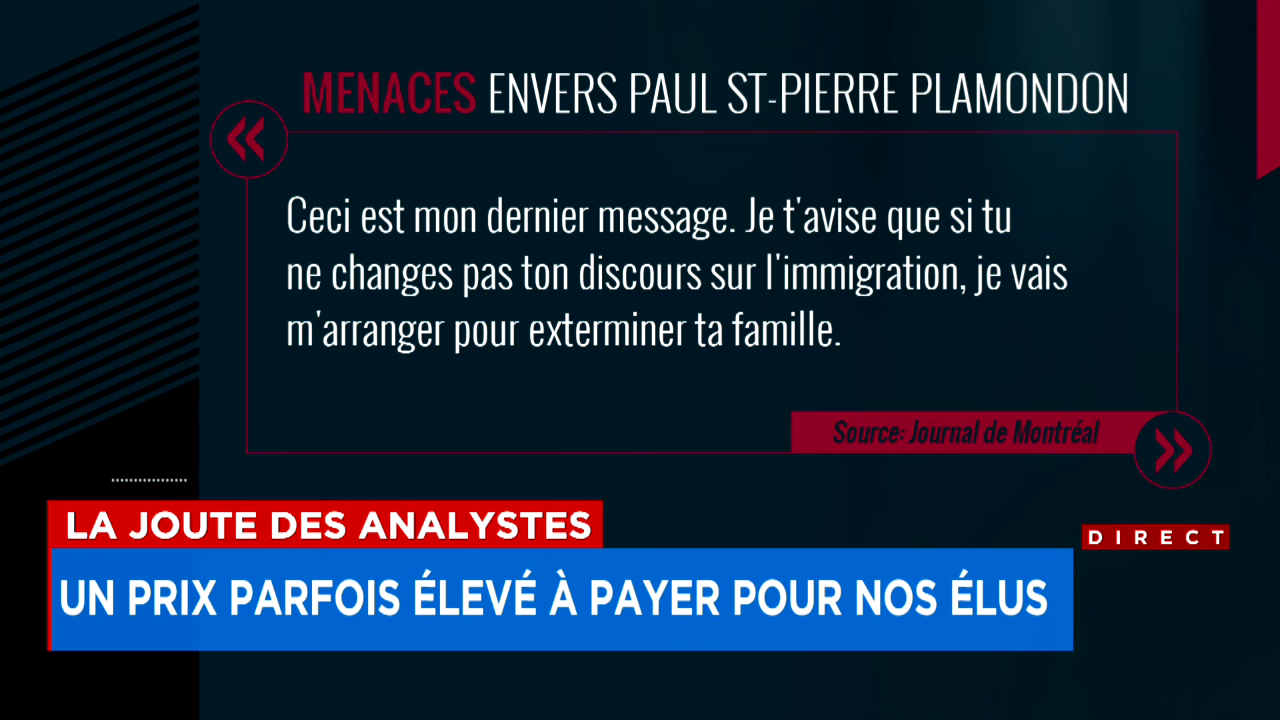 MENACES ENVERS PAUL ST-PIERRE PLAMONDON
Ceci est mon dernier message. Je t'avise que si tu
ne changes pas ton discours sur l'immigration, je vais
m'arranger pour exterminer ta famille.
Source: Journal de Montréal
LA JOUTE DES ANALYSTES
DIRECT
UN PRIX PARFOIS ÉLEVÉ À PAYER POUR NOS ÉLUS